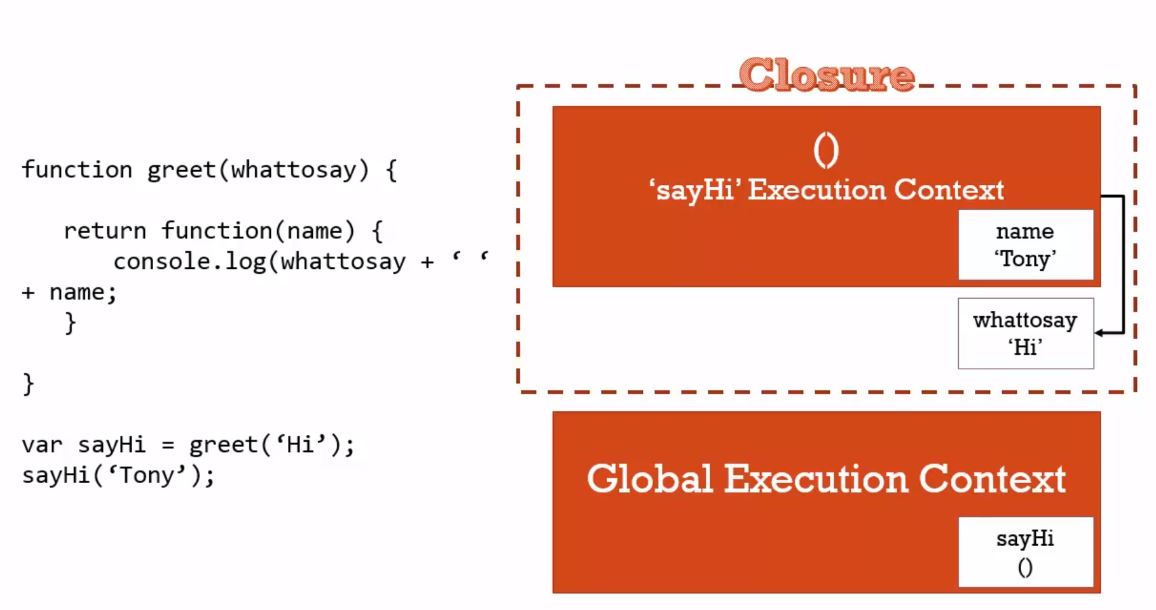 function greet(whattosay) {
return function(name) {
console.log(whattosay + ‘ ‘
+ name;
}
}
var sayHi = greet(‘Hi’);
sayHi(‘Tony’);
Closure
()
‘sayHi’ Execution Context
name
‘Tony’
whattosay
‘Hi’
Global Execution Context
sayHi
()